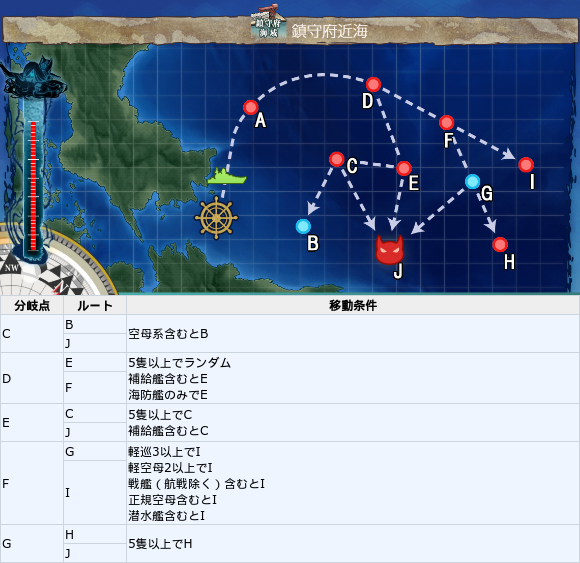 鎮守府
海域
鎮守府近海
A
D
F
C
E
I
G
B
J
H
NW
分岐点 ルート 移動条件
C B 空母系含むとB
J
D E 5隻以上でランダム
補給艦含むとE
F 海防艦のみでE
E C 5隻以上でC
J 補給艦含むとC
F G 軽巡3以上でI
I 軽空母2以上でI
戦艦（航戦除く）含むとI
正規空母含むとI
潜水艦含むとI
G H 5隻以上でH
J